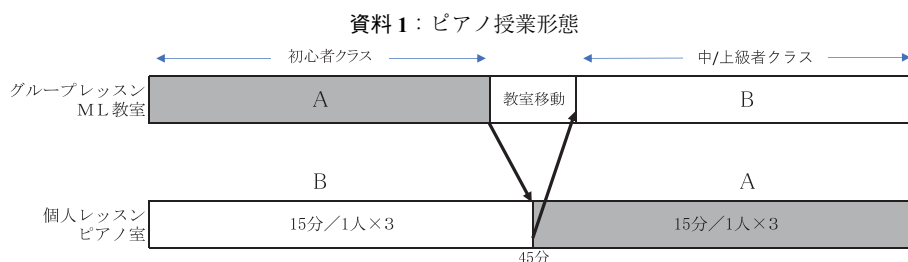 資料1：ピアノ授業形態
初心者クラス
中/上級者クラス
グループレッスン
ＭＬ教室
A
教室移動
B
B
A
個人レッスン
ピアノ室
15分／1人×3
15分／1人×3
45分